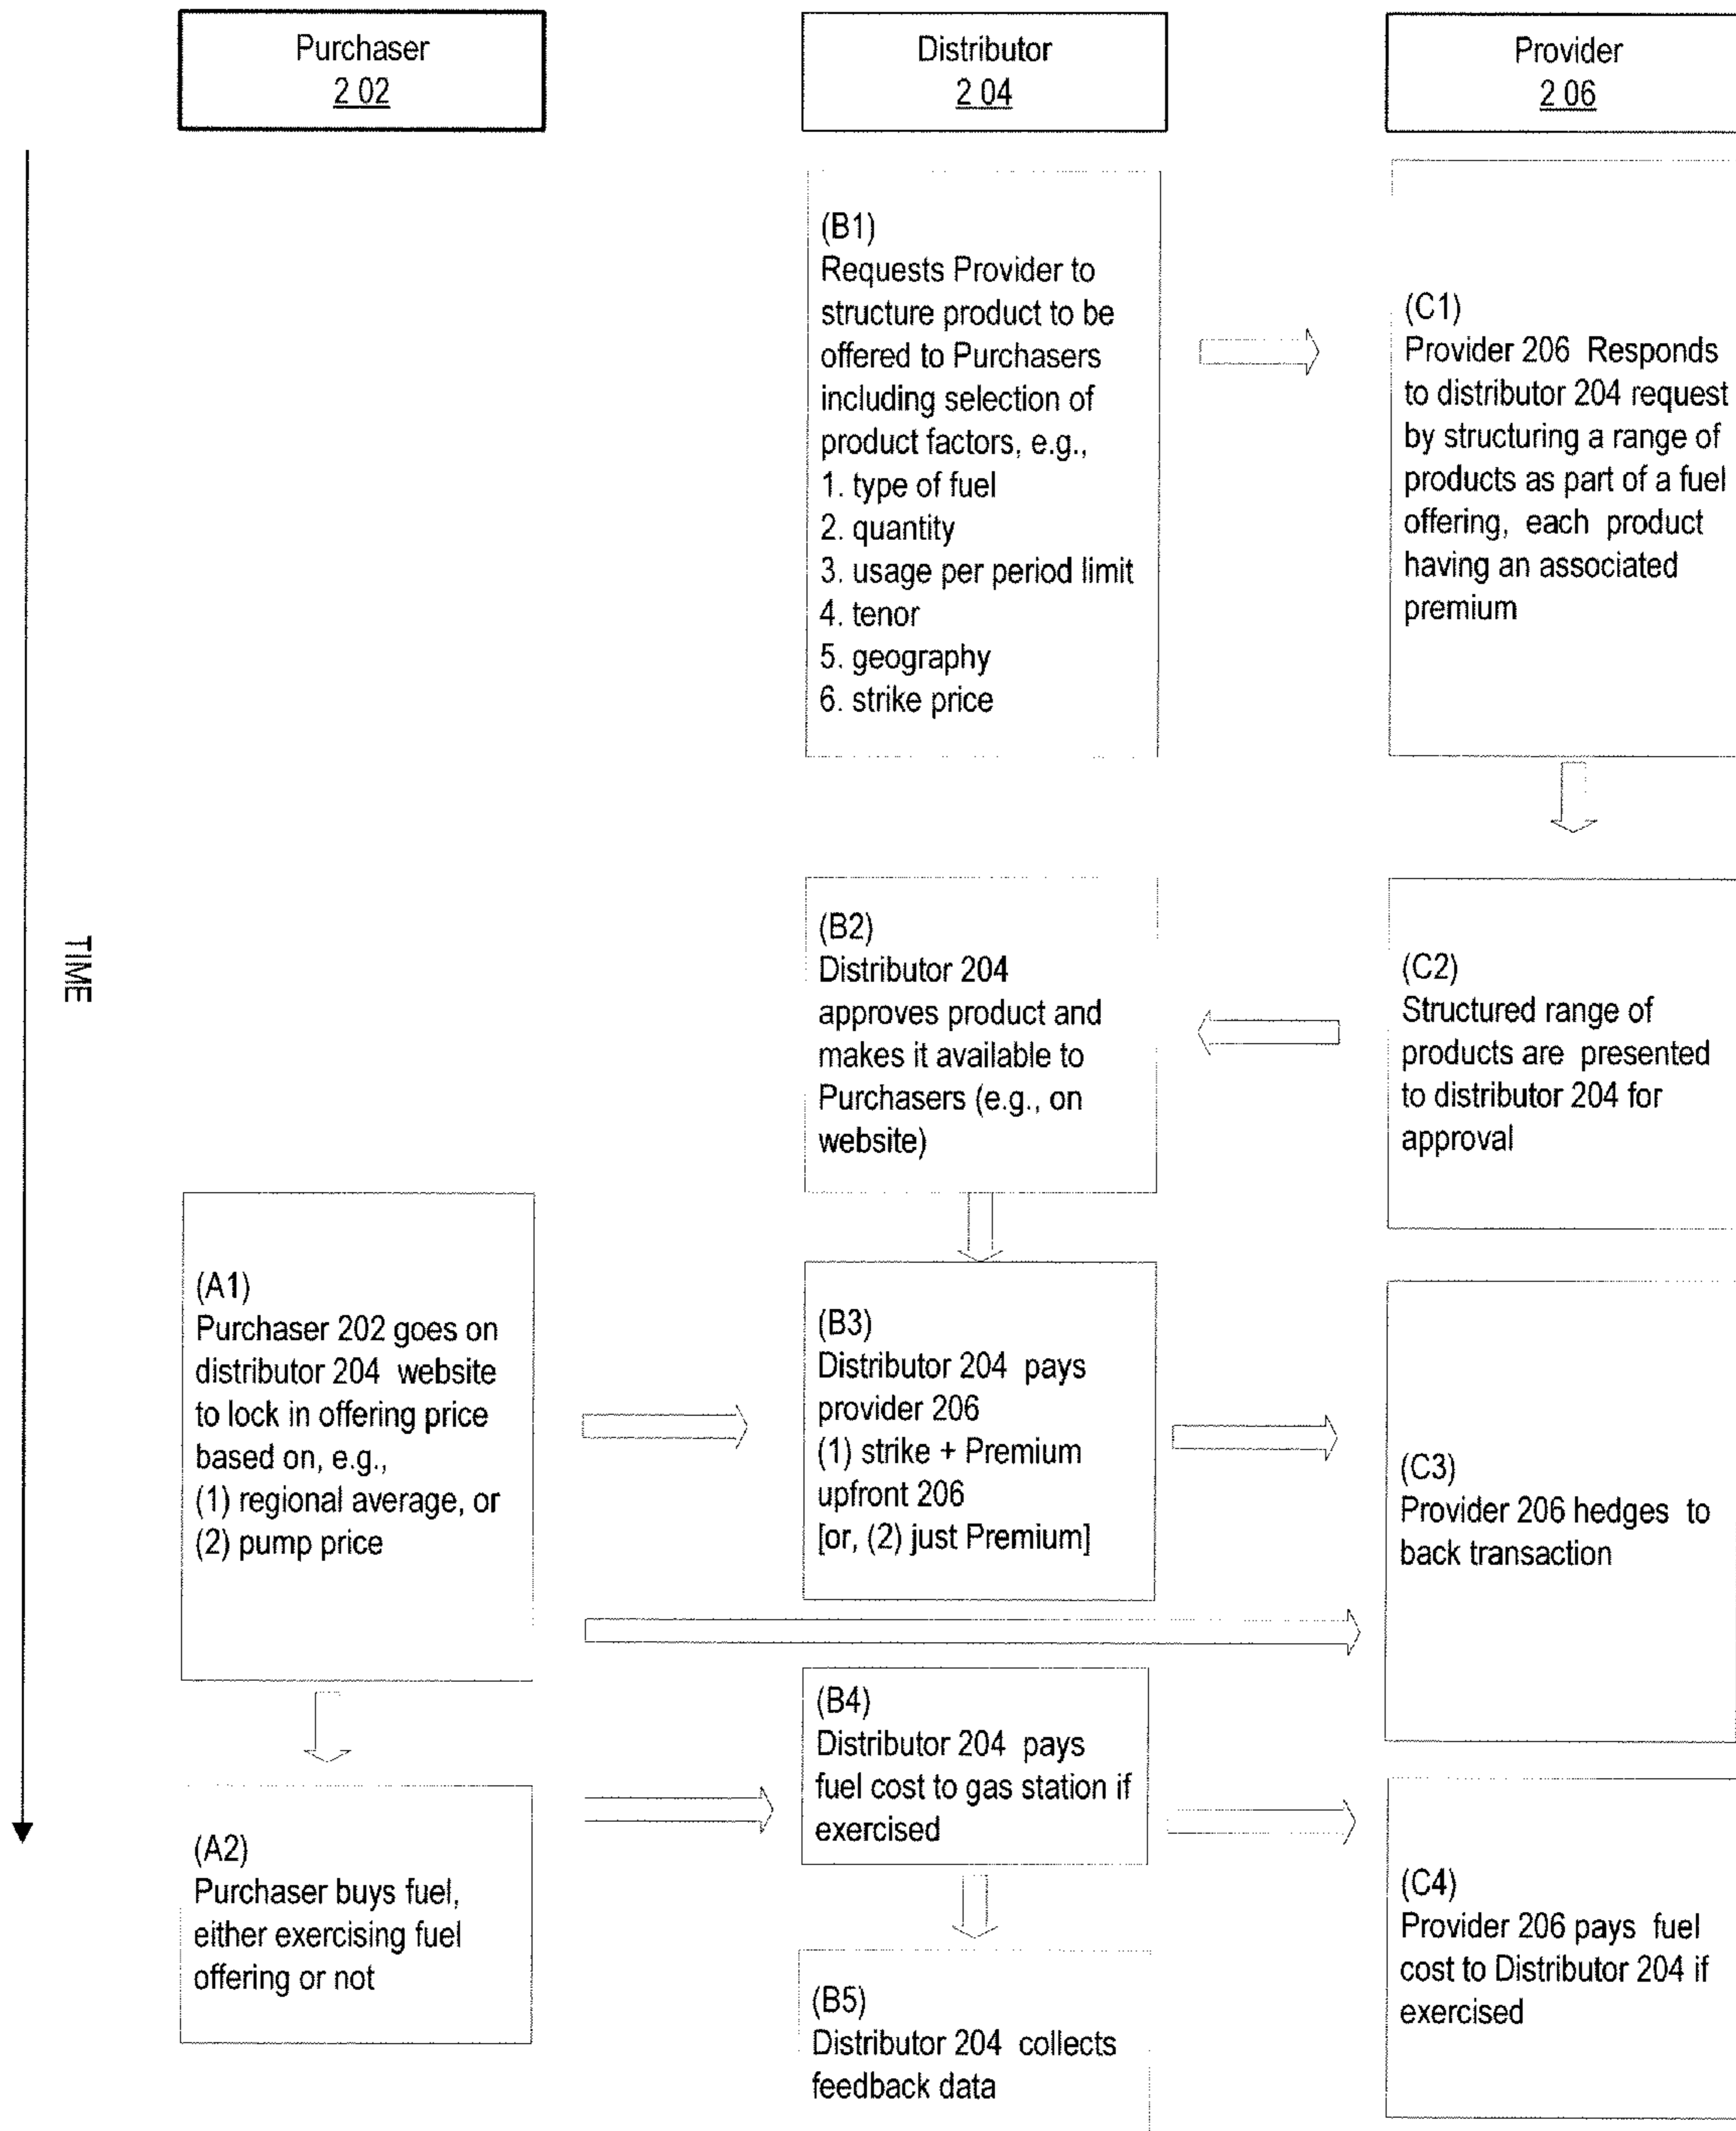 Purchaser
2 02
Distributor
2 04
Provider
2 06
TIME
(B1)
Requests Provider to
structure product to be
offered to Purchasers
including selection of
product factors, e.g.,
1. type of fuel
2. quantity
3. usage per period limit
4. tenor
5. geography
6. strike price
(C1)
Provider 206 Responds
to distributor 204 request
by structuring a range of
products as part of a fuel
offering, each product
having an associated
premium
(B2)
Distributor 204
approves product and
makes it available to
Purchasers (e.g., on
website)
(C2)
Structured range of
products are presented
to distributor 204 for
approval
(A1)
Purchaser 202 goes on
distributor 204 website
to lock in offering price
based on, e.g.,
(1) regional average, or
(2) pump price
(B3)
Distributor 204 pays
provider 206
(1) strike + Premium
upfront 206
[or, (2) just Premium]
(C3)
Provider 206 hedges to
back transaction
(B4)
Distributor 204 pays
fuel cost to gas station if
exercised
(A2)
Purchaser buys fuel,
either exercising fuel
offering or not
(C4)
Provider 206 pays fuel
cost to Distributor 204 if
exercised
(B5)
Distributor 204 collects
feedback data